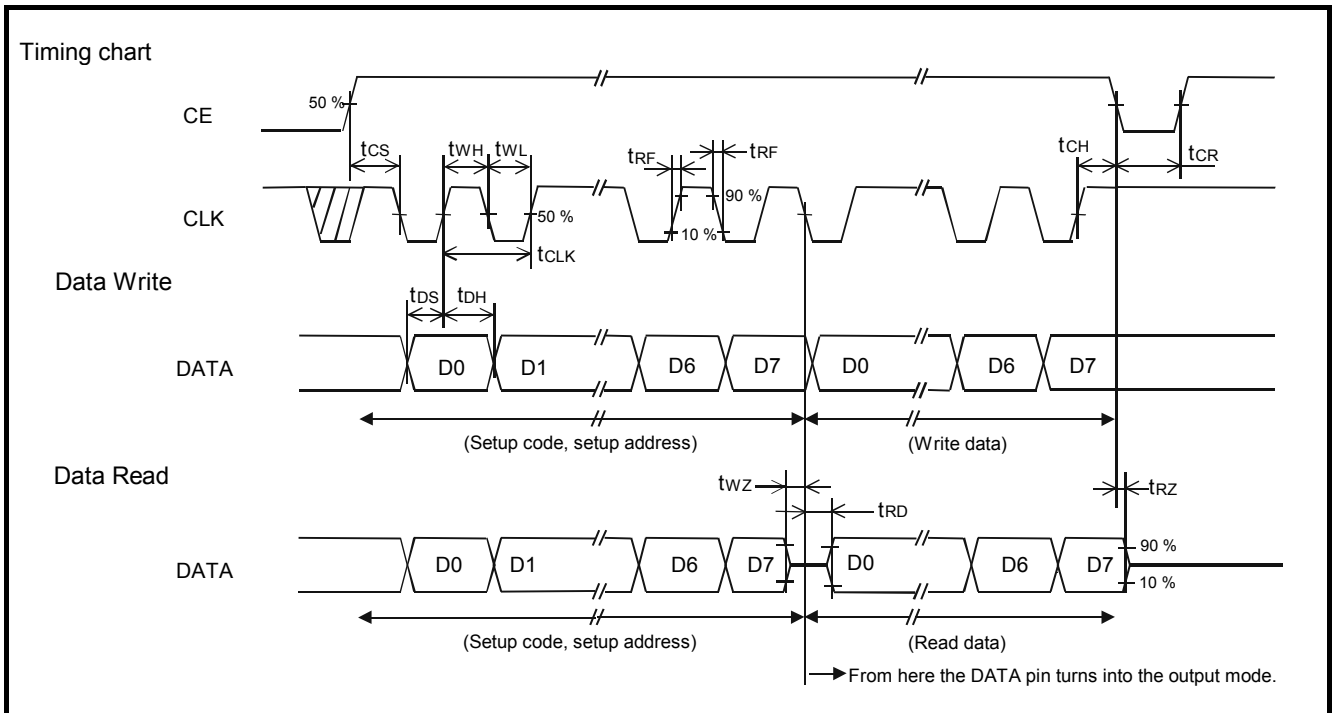 Timing chart
CE
50 %
tCS
tWH
tWL
tRF
tRF
tCH
tCR
CLK
50 %
90 %
10 %
tCLK
Data Write
tDS
tDH
DATA
D0
D1
D6
D7
D0
D6
D7
(Setup code, setup address)
(Write data)
Data Read
tWZ
tRD
tRZ
DATA
D0
D1
D6
D7
D0
D6
D7
90 %
10 %
(Setup code, setup address)
(Read data)
From here the DATA pin turns into the output mode.